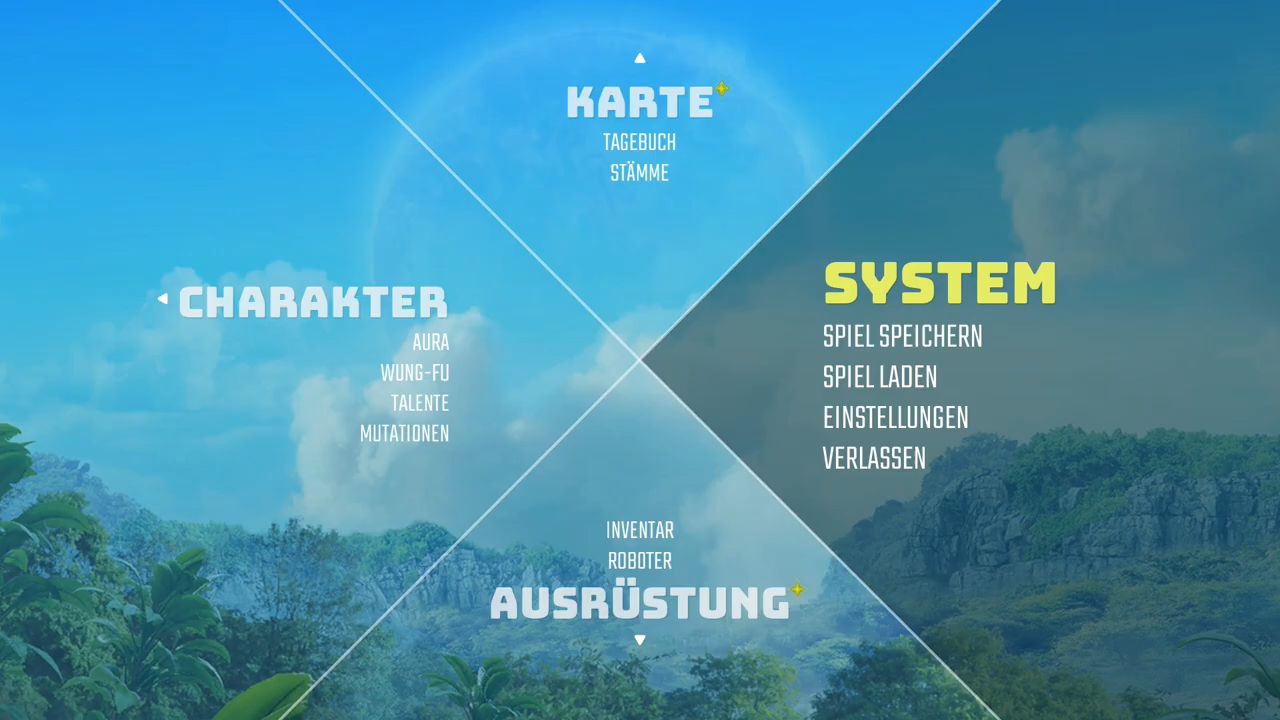 KARTE
TAGEBUCH
STÄMME
CHARAKTER
AURA
WUNG-FU
TALENTE
MUTATIONEN
SYSTEM
SPIEL SPEICHERN
SPIEL LADEN
EINSTELLUNGEN
VERLASSEN
INVENTAR
ROBOTER
AUSRÜSTUNG